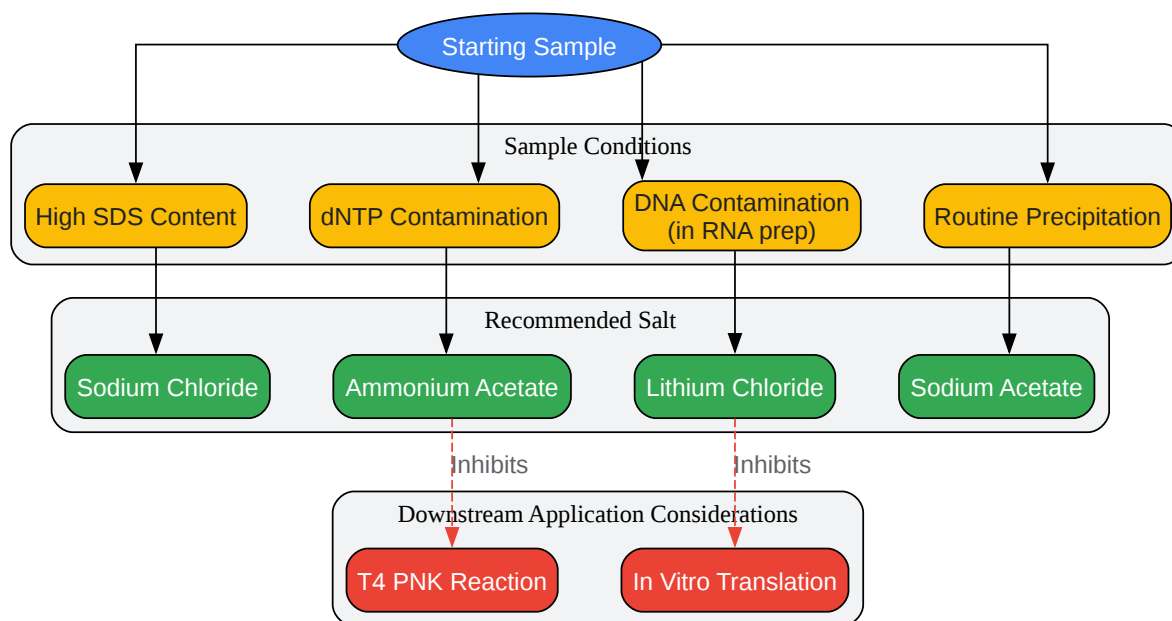 Starting Sample
Sample Conditions
High SDS Content
dNTP Contamination
DNA Contamination
(in RNA prep)
Routine Precipitation
Recommended Salt
Sodium Chloride
Ammonium Acetate
Lithium Chloride
Sodium Acetate
Inhibits
Inhibits
Downstream Application Considerations
T4 PNK Reaction
In Vitro Translation